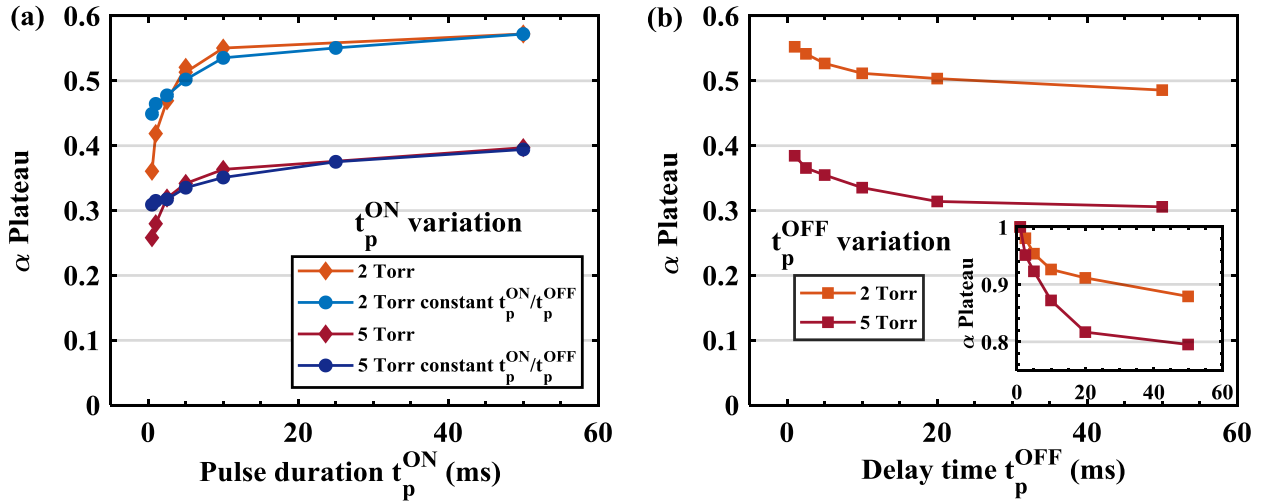 (a)
0.6
0.5
0.4
0.3
0.2
0.1
0
α Plateau
t_p^ON variation
2 Torr
2 Torr constant t_p^ON/t_p^OFF
5 Torr
5 Torr constant t_p^ON/t_p^OFF
0 20 40 60
Pulse duration t_p^ON (ms)
(b)
0.6
0.5
0.4
0.3
0.2
0.1
0
α Plateau
t_p^OFF variation
2 Torr
5 Torr
1
0.9
0.8
α Plateau
0 20 40 60
0 20 40 60
Delay time t_p^OFF (ms)